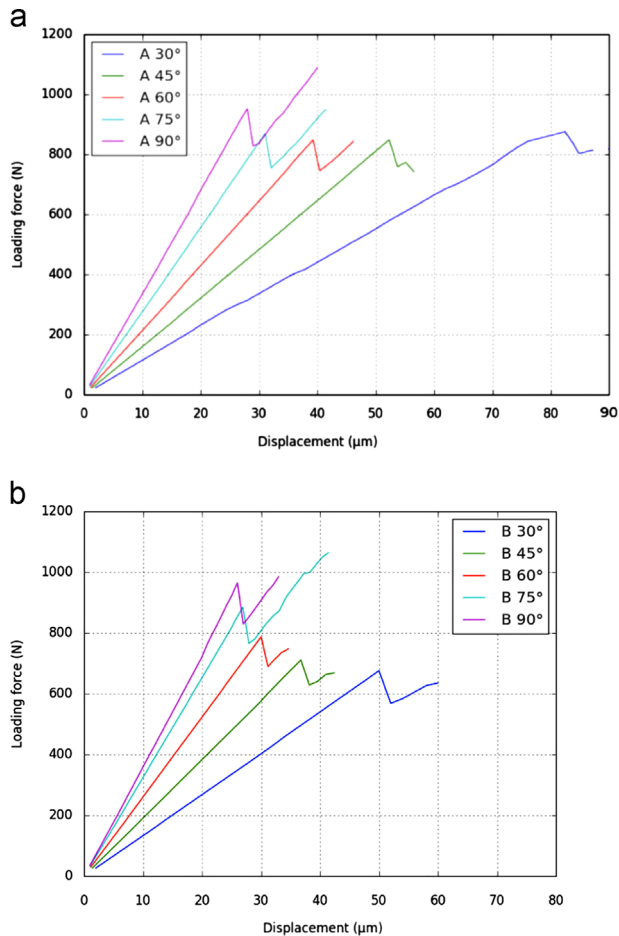 a
1200
1000
800
600
400
200
0
Loading force (N)
A 30°
A 45°
A 60°
A 75°
A 90°
0 10 20 30 40 50 60 70 80 90
Displacement (μm)
b
1200
1000
800
600
400
200
0
Loading force (N)
B 30°
B 45°
B 60°
B 75°
B 90°
0 10 20 30 40 50 60 70 80
Displacement (μm)